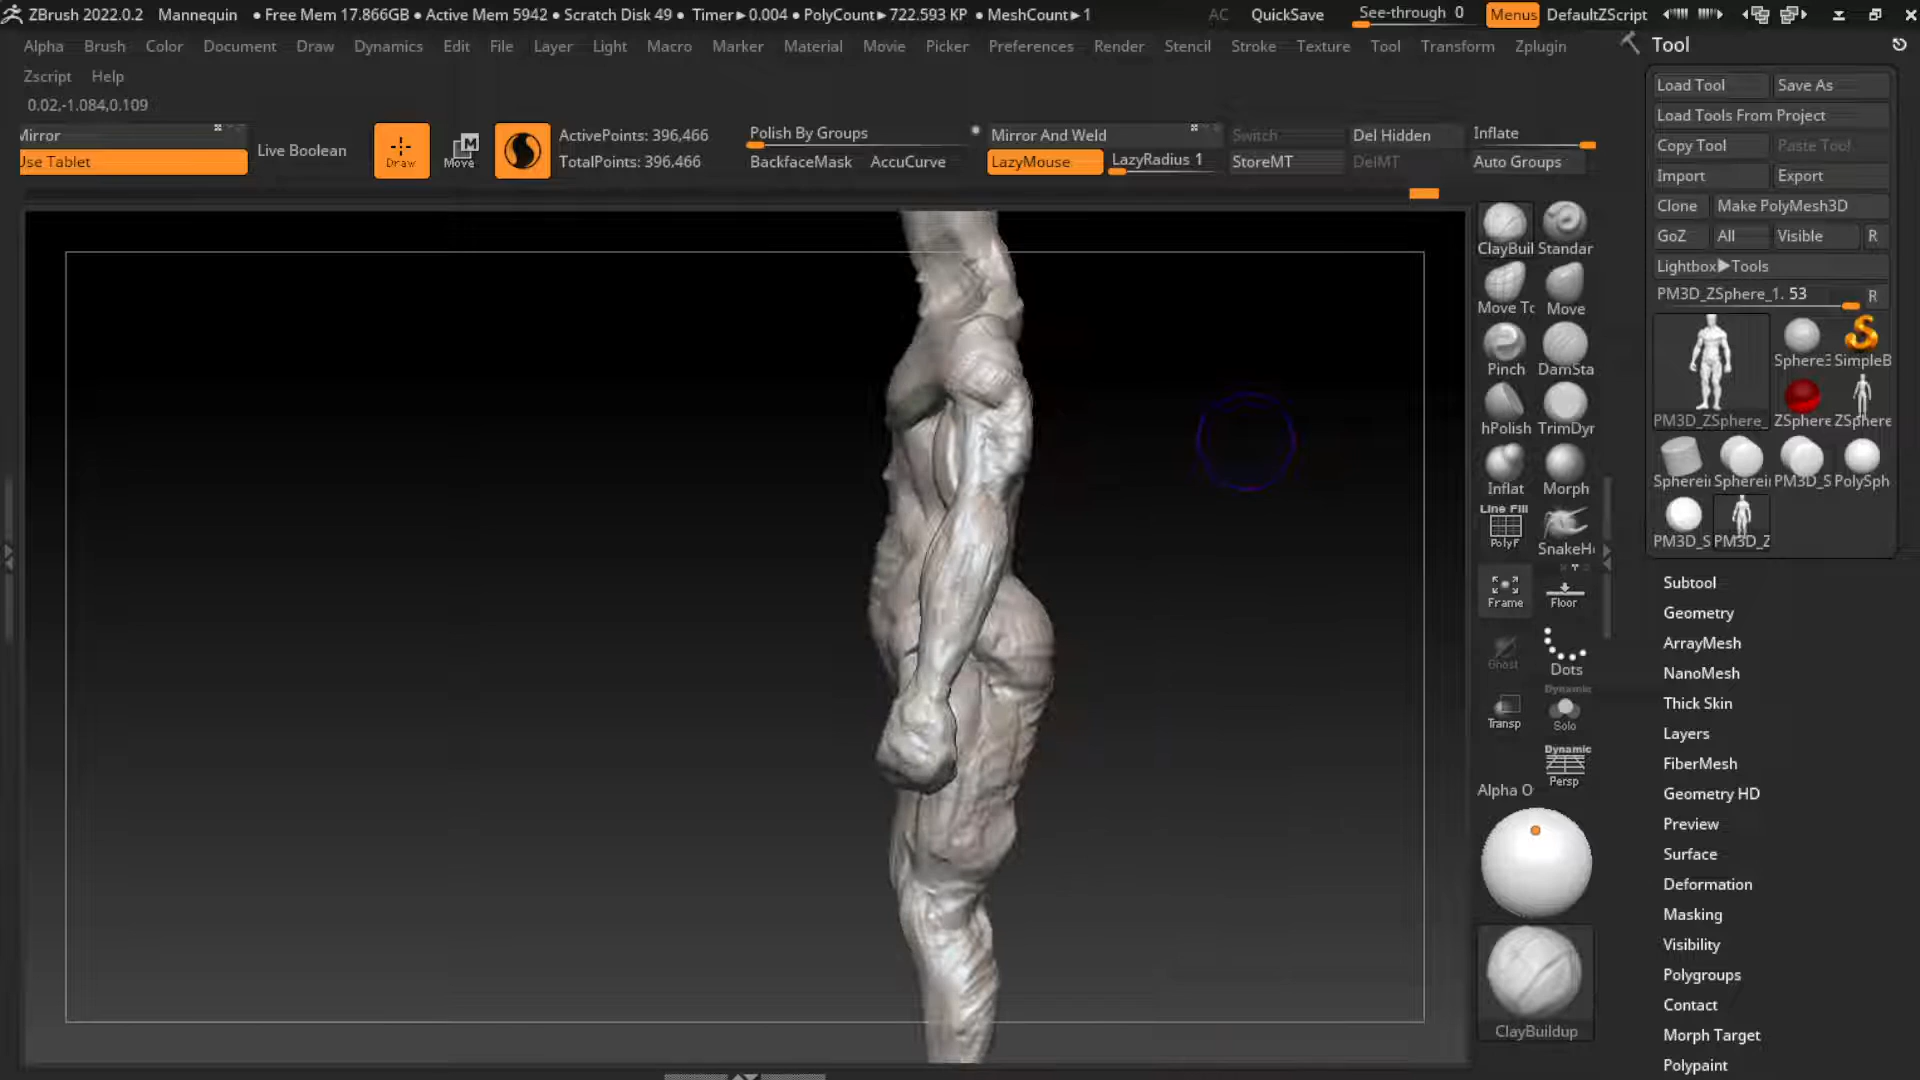 ZBrush 2022.0.2 Mannequin • Free Mem 17.866GB • Active Mem 5942 • Scratch Disk 49 • Timer▶0.004 • PolyCount▶722.593 KP • MeshCount▶1 AC QuickSave See-through 0 Menus DefaultZScript
Alpha Brush Color Document Draw Dynamics Edit File Layer Light Macro Marker Material Movie Picker Preferences Render Stencil Stroke Texture Tool Transform Zplugin
Zscript Help
0.02,-1.084,0.109
Mirror
Use Tablet
Live Boolean
Draw
Move
ActivePoints: 396,466
TotalPoints: 396,466
Polish By Groups
BackfaceMask AccuCurve
Mirror And Weld
LazyMouse LazyRadius 1
Switch
StoreMT
Del Hidden
DelMT
Inflate
Auto Groups
ClayBuil Standar
Move Tc Move
Pinch DamSta
hPolish TrimDyr
Inflat Morph
Line Fill
PolyF SnakeH
Frame Floor
Ghost Dots
Dynamic
Transp Solo
Dynamic
Persp
Alpha O
ClayBuildup
Tool
Load Tool Save As
Load Tools From Project
Copy Tool Paste Tool
Import Export
Clone Make PolyMesh3D
GoZ All Visible R
Lightbox▶Tools
PM3D_ZSphere_1. 53 R
PM3D_ZSphere_
Sphere3 SimpleB
ZSphere ZSphere
Spherei Spherei PM3D_S PolySph
PM3D_S PM3D_Z
Subtool
Geometry
ArrayMesh
NanoMesh
Thick Skin
Layers
FiberMesh
Geometry HD
Preview
Surface
Deformation
Masking
Visibility
Polygroups
Contact
Morph Target
Polypaint